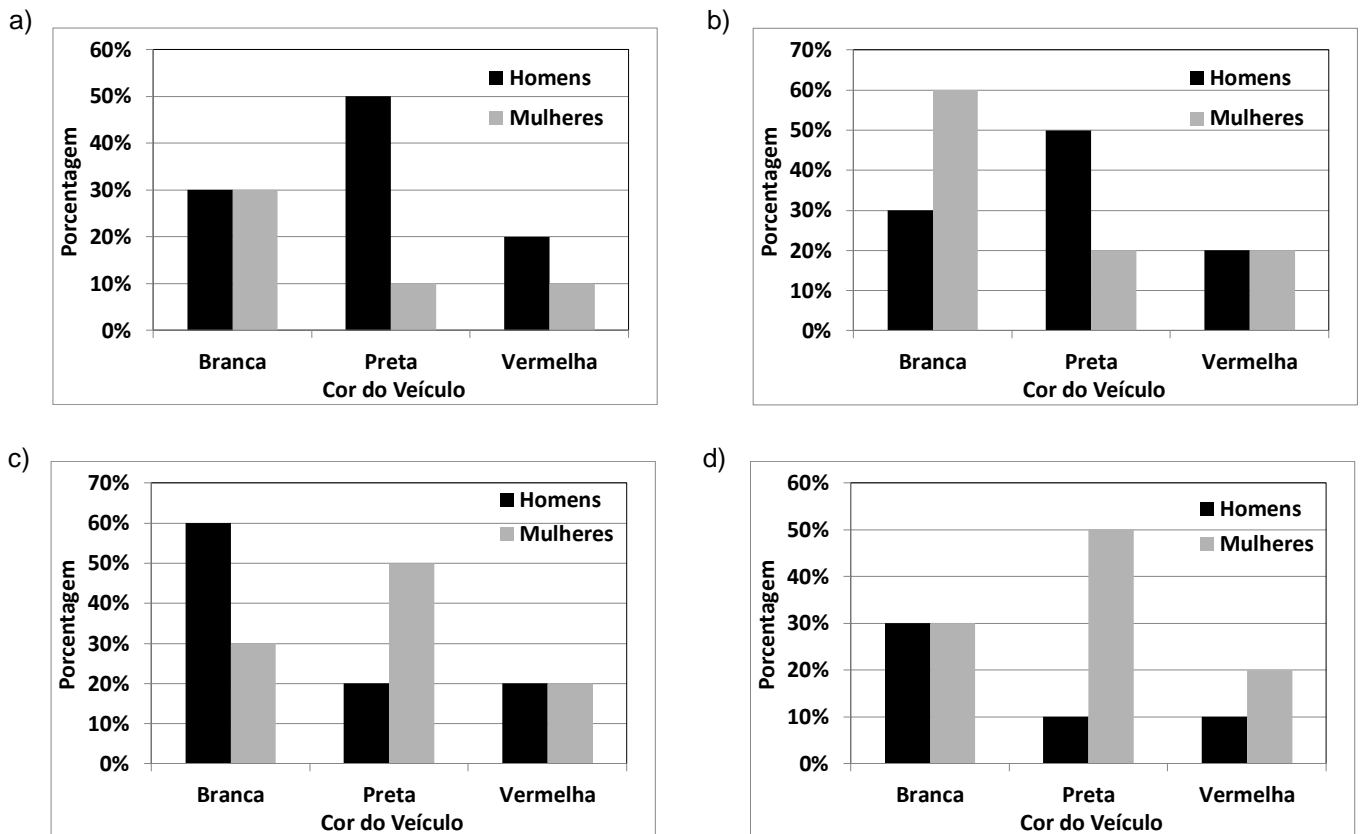 a)
60%
50%
40%
30%
20%
10%
0%
Porcentagem
Homens
Mulheres
Branca Preta Vermelha
Cor do Veículo
b)
70%
60%
50%
40%
30%
20%
10%
0%
Porcentagem
Homens
Mulheres
Branca Preta Vermelha
Cor do Veículo
c)
70%
60%
50%
40%
30%
20%
10%
0%
Porcentagem
Homens
Mulheres
Branca Preta Vermelha
Cor do Veículo
d)
60%
50%
40%
30%
20%
10%
0%
Porcentagem
Homens
Mulheres
Branca Preta Vermelha
Cor do Veículo